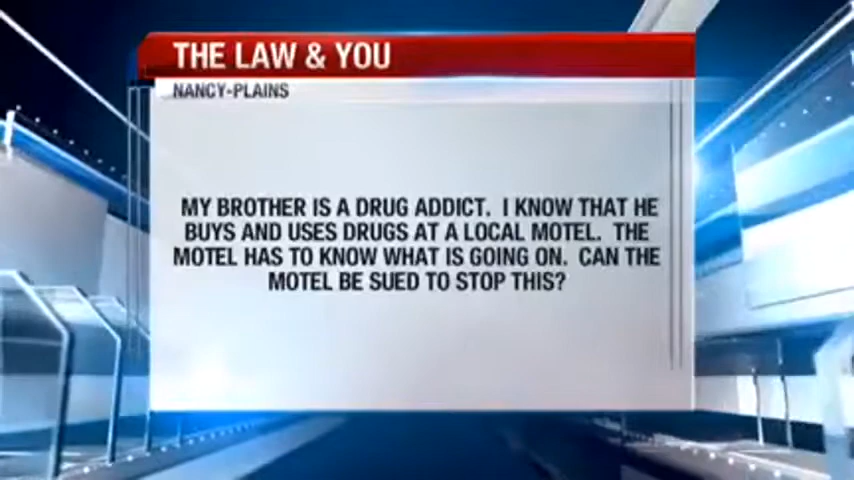 THE LAW & YOU
NANCY-PLAINS
MY BROTHER IS A DRUG ADDICT. I KNOW THAT HE
BUYS AND USES DRUGS AT A LOCAL MOTEL. THE
MOTEL HAS TO KNOW WHAT IS GOING ON. CAN THE
MOTEL BE SUED TO STOP THIS?